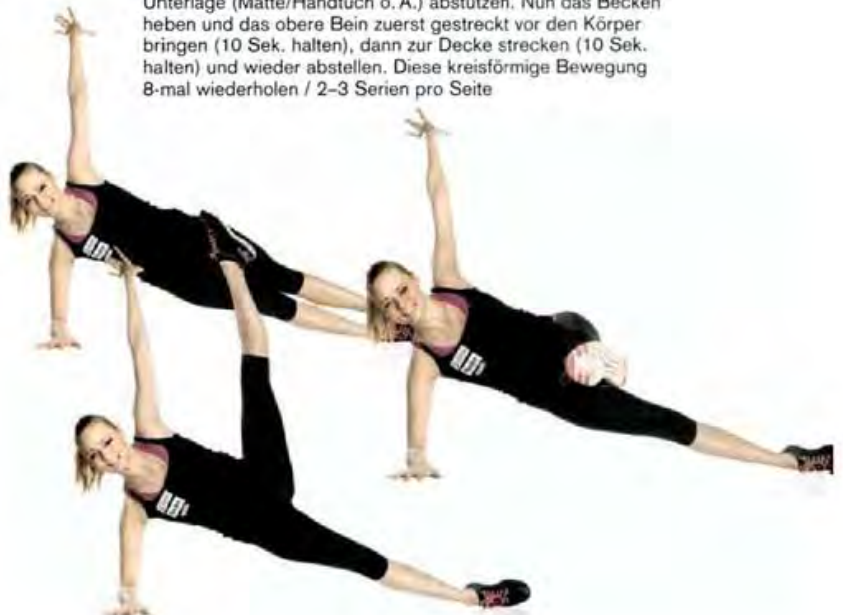 Unterlage (Matte/Handtuch o. A.) abstützen. Nun das Becken
heben und das obere Bein zuerst gestreckt vor den Körper
bringen (10 Sek. halten), dann zur Decke strecken (10 Sek.
halten) und wieder abstellen. Diese kreisförmige Bewegung
8-mal wiederholen / 2–3 Serien pro Seite